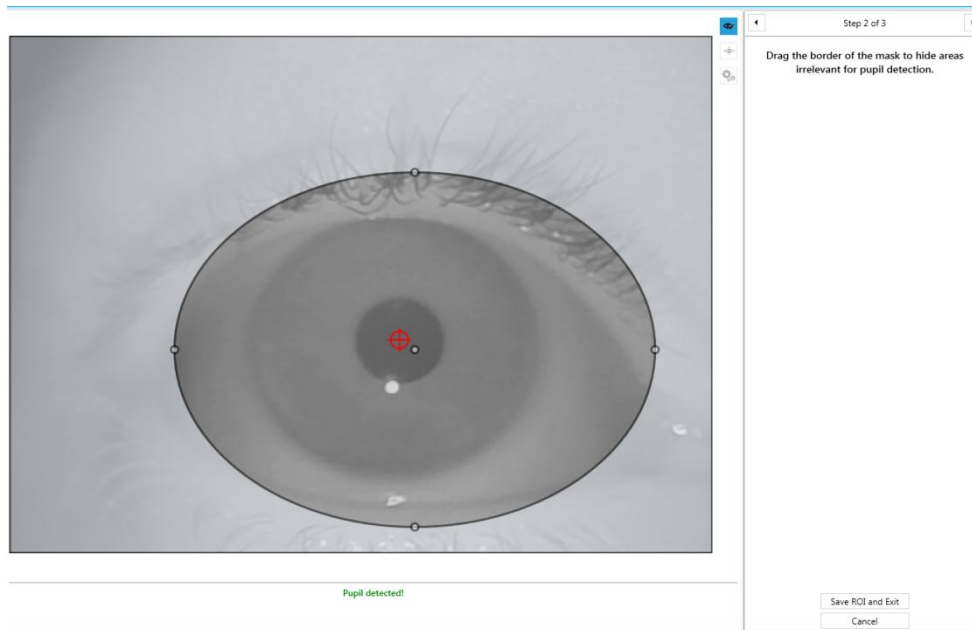 Step 2 of 3
Drag the border of the mask to hide areas
irrelevant for pupil detection.
Pupil detected!
Save ROI and Exit
Cancel